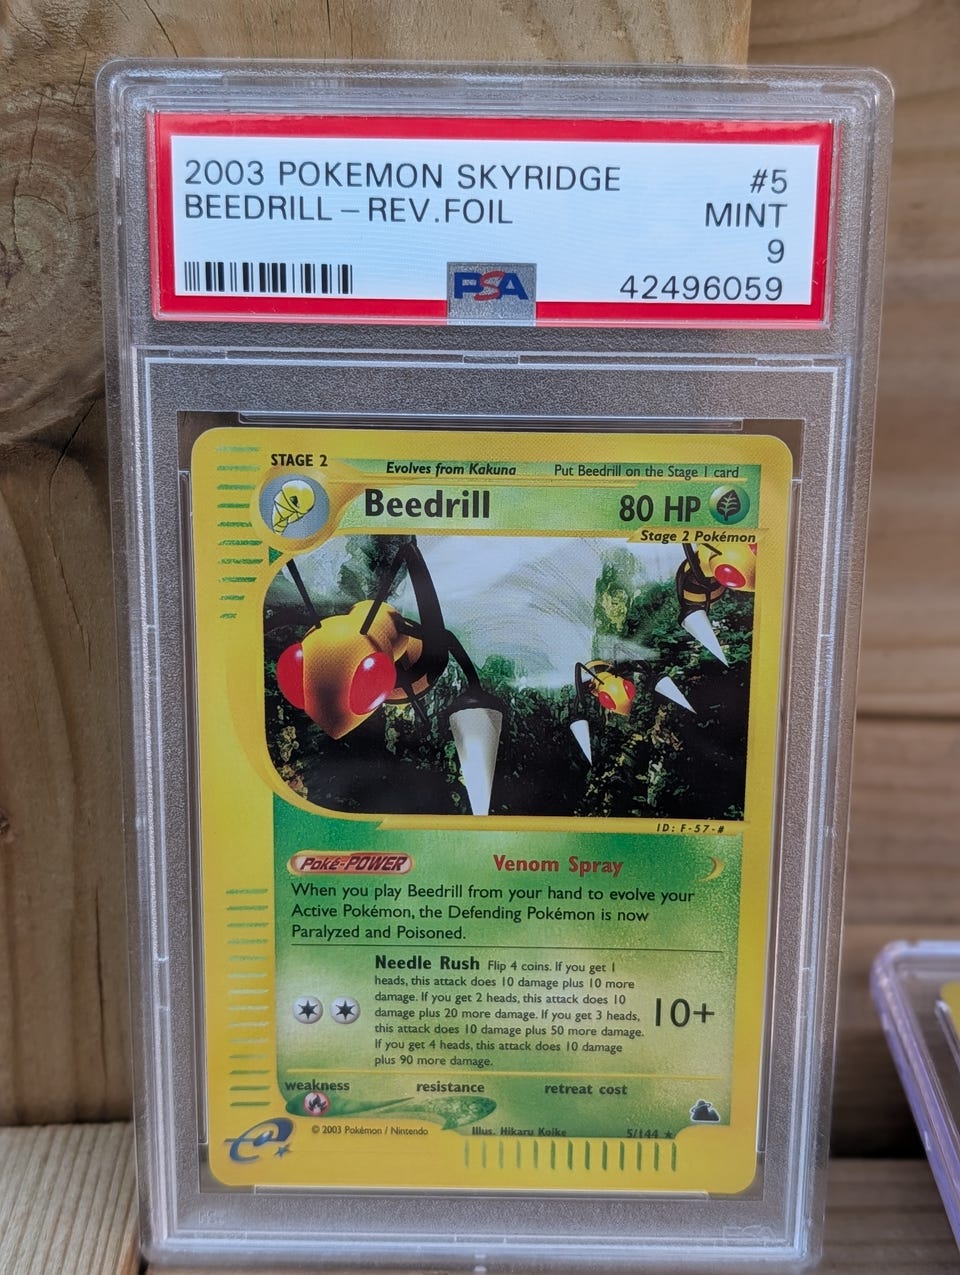 2003 POKEMON SKYRIDGE #5
BEEDRILL - REV.FOIL MINT
9
PSA 42496059
STAGE 2
Evolves from Kakuna Put Beedrill on the Stage 1 card
Beedrill 80 HP
Stage 2 Pokémon
ID: F-57-#
Poké-POWER Venom Spray
When you play Beedrill from your hand to evolve your
Active Pokémon, the Defending Pokémon is now
Paralyzed and Poisoned.
Needle Rush Flip 4 coins. If you get 1
heads, this attack does 10 damage plus 10 more
damage. If you get 2 heads, this attack does 10
damage plus 20 more damage. If you get 3 heads,
this attack does 10 damage plus 50 more damage.
If you get 4 heads, this attack does 10 damage
plus 90 more damage.
10+
weakness resistance retreat cost
e
© 2003 Pokémon / Nintendo Illus. Hikaru Koike 5/144 ★